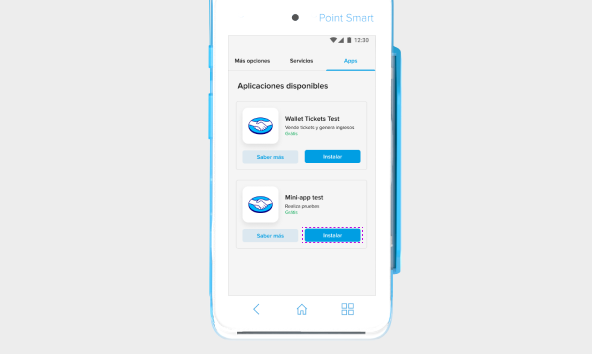 Point Smart
12:30
Más opciones Servicios Apps
Aplicaciones disponibles
Wallet Tickets Test
Vende tickets y genera ingresos
Gratis
Saber más Instalar
Mini-app test
Realiza pruebas
Gratis
Saber más Instalar